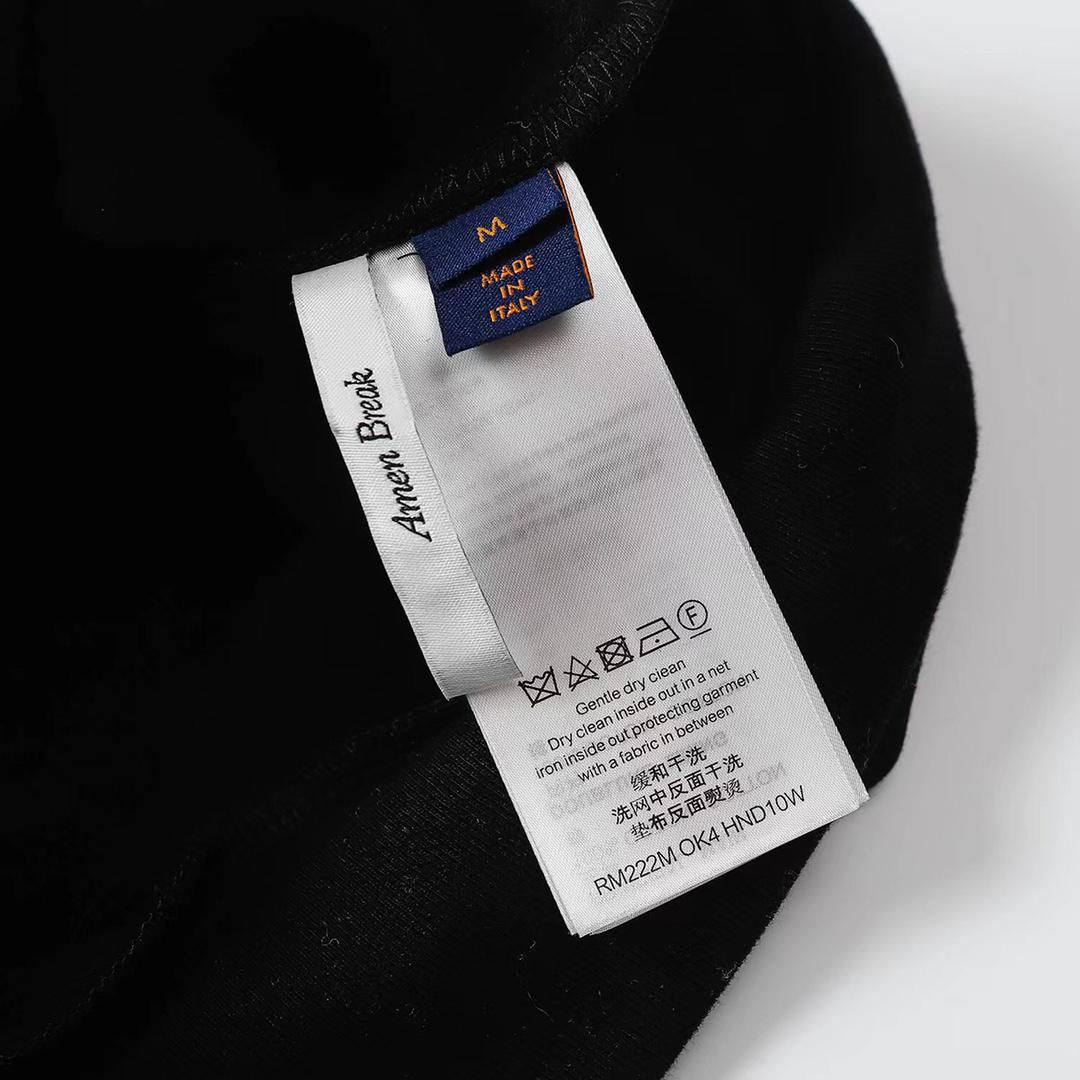 M
MADE
IN
ITALY
Amen Break
F
Gentle dry clean
Dry clean inside out in a net
iron inside out protecting garment
with a fabric in between
缓和干洗
洗网中反面干洗
垫布反面熨烫
RM222M OK4 HND10W